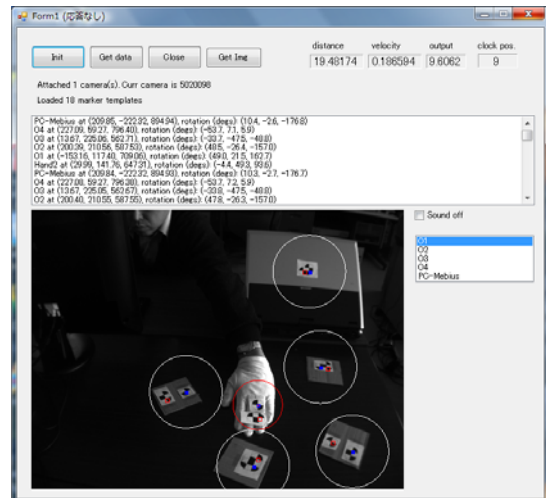 Form1 (応答なし)
distance velocity output clock pos.
Init Get data Close Get Img 19.48174 0.186594 9.6062 9
Attached 1 camera(s). Curr camera is 5020098
Loaded 18 marker templates
PC-Mebius at (209.85, -222.32, 894.94), rotation (degs): (10.4, -2.6, -176.8)
O4 at (227.09, 59.27, 796.40), rotation (degs): (-53.7, 7.1, 5.9)
O3 at (13.67, 225.06, 562.71), rotation (degs): (-33.7, -47.5, -48.8)
O2 at (200.39, 210.56, 587.53), rotation (degs): (48.5, -26.4, -157.0)
O1 at (-153.16, 117.40, 709.06), rotation (degs): (49.0, 21.5, 162.7)
Hand2 at (29.99, 141.76, 647.31), rotation (degs): (-4.4, 49.3, 93.6)
PC-Mebius at (209.84, -222.32, 894.93), rotation (degs): (10.3, -2.7, -176.7)
O4 at (227.08, 59.27, 796.38), rotation (degs): (-53.7, 7.2, 5.9)
O3 at (13.67, 225.05, 562.67), rotation (degs): (-33.8, -47.5, -48.8)
O2 at (200.40, 210.55, 587.55), rotation (degs): (47.8, -26.3, -157.0)
Sound off
O1
O2
O3
O4
PC-Mebius